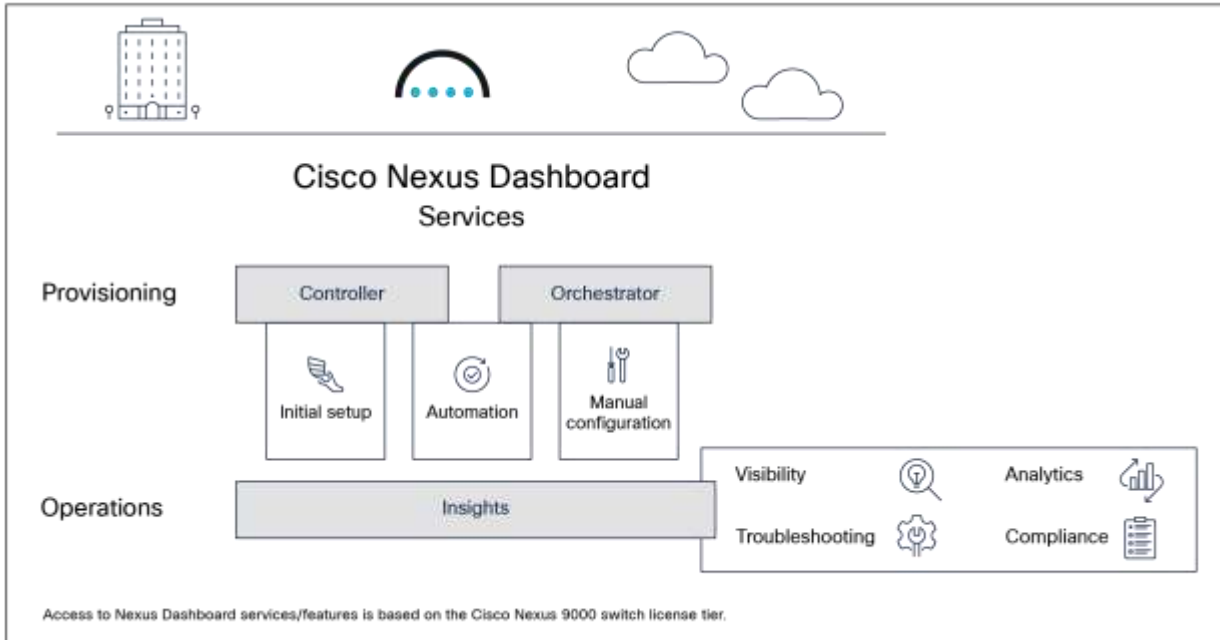 Cisco Nexus Dashboard
Services
Provisioning
Controller
Orchestrator
Initial setup
Automation
Manual
configuration
Operations
Insights
Visibility
Analytics
Troubleshooting
Compliance
Access to Nexus Dashboard services/features is based on the Cisco Nexus 9000 switch license tier.